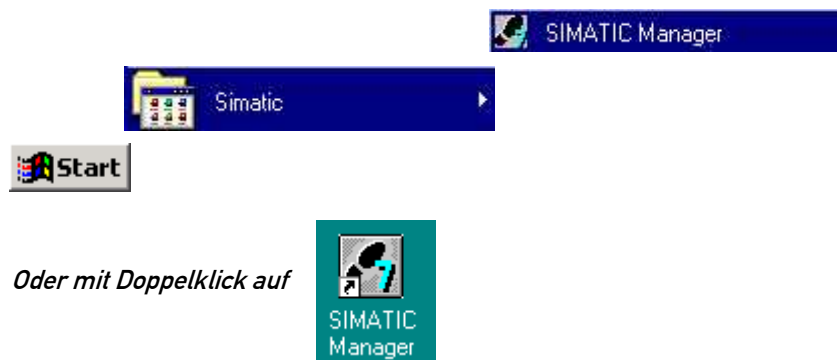 SIMATIC Manager
Simatic
Start
Oder mit Doppelklick auf
SIMATIC
Manager